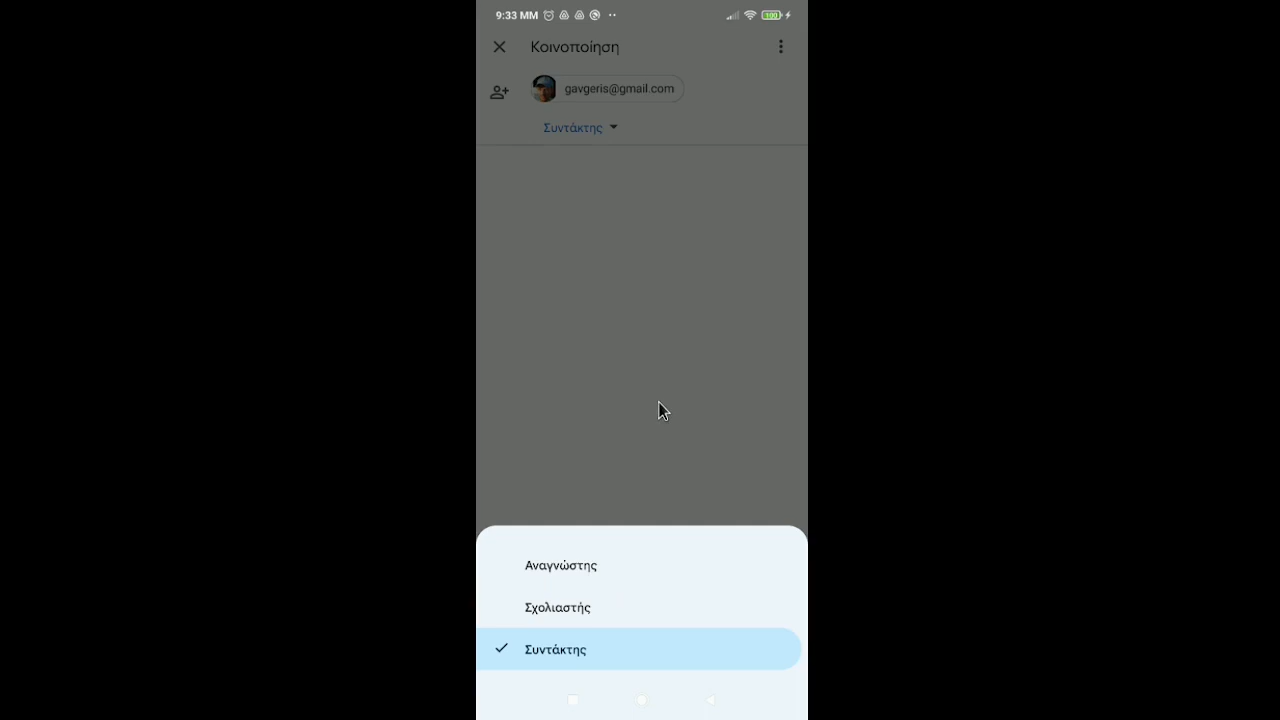 9:33 ΜΜ
100
Κοινοποίηση
gavgeris@gmail.com
Συντάκτης
Αναγνώστης
Σχολιαστής
Συντάκτης